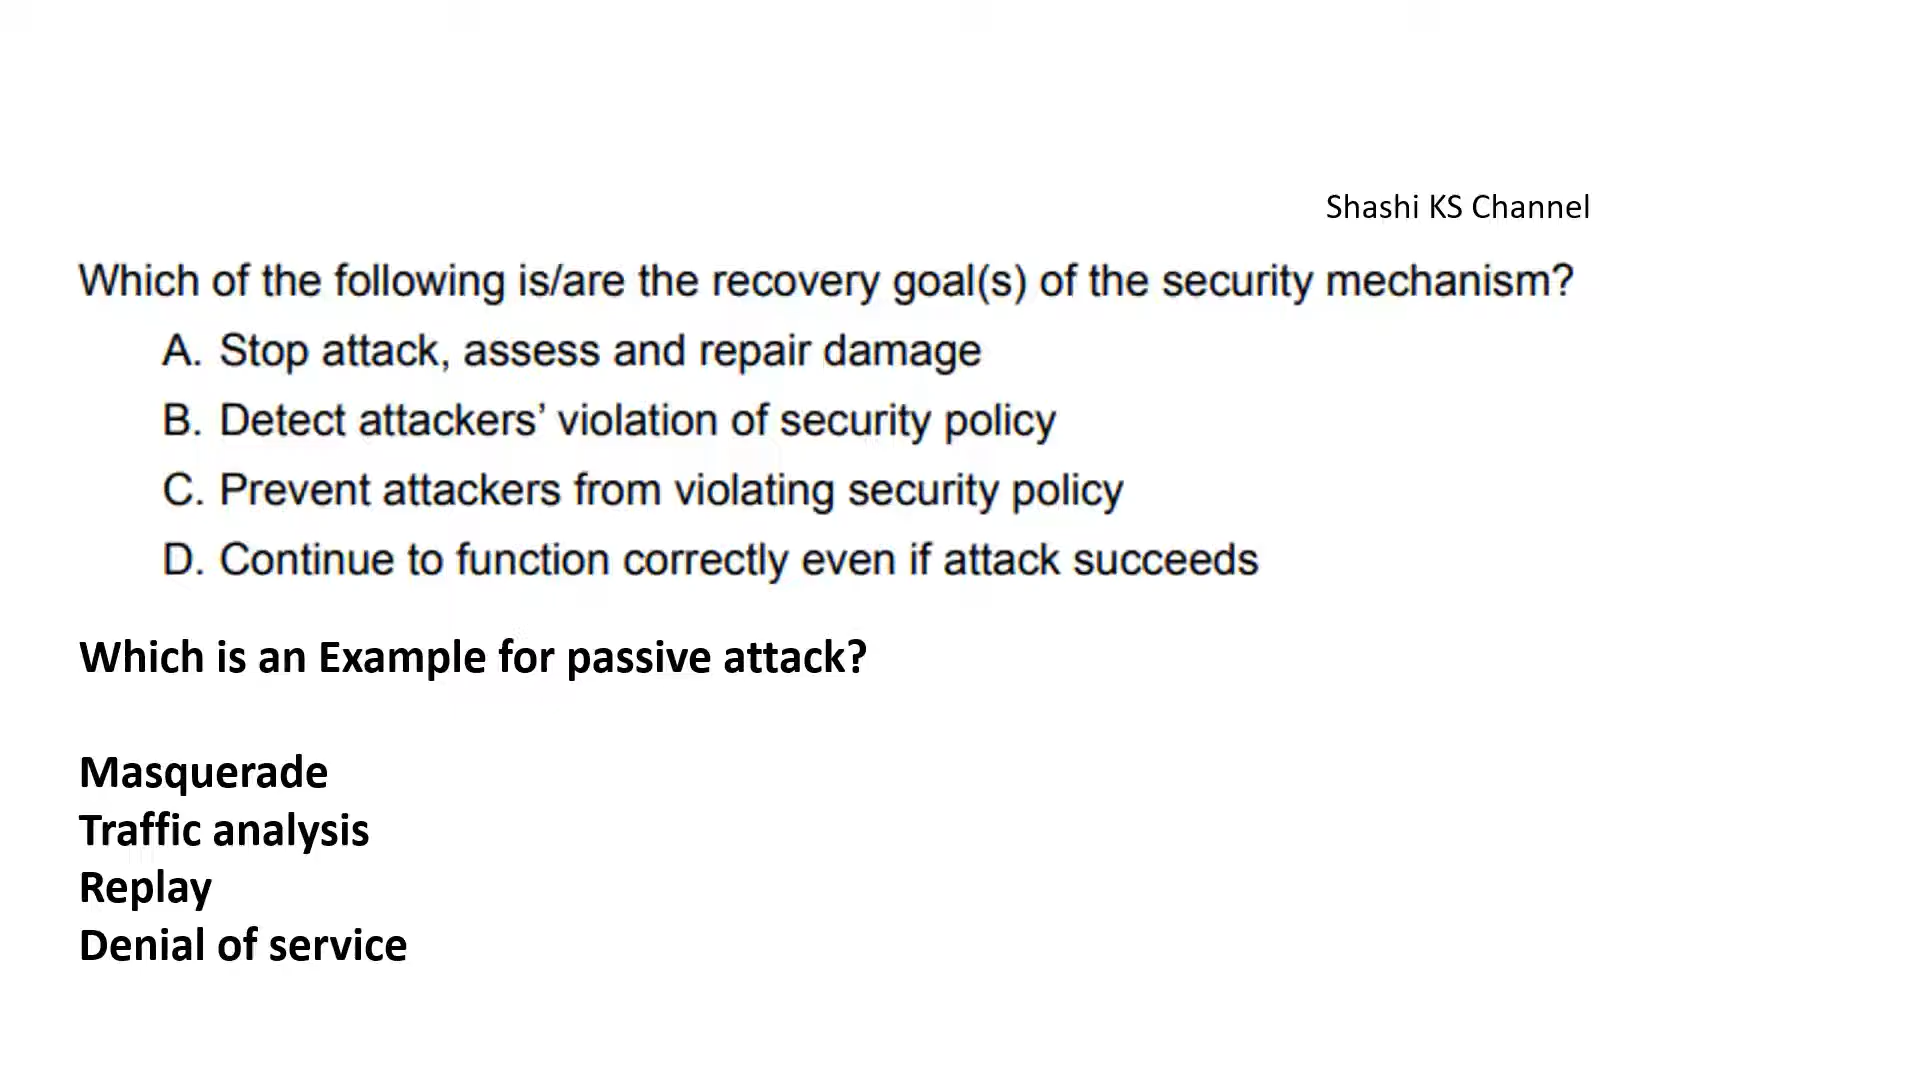 Shashi KS Channel
Which of the following is/are the recovery goal(s) of the security mechanism?
A. Stop attack, assess and repair damage
B. Detect attackers’ violation of security policy
C. Prevent attackers from violating security policy
D. Continue to function correctly even if attack succeeds
Which is an Example for passive attack?
Masquerade
Traffic analysis
Replay
Denial of service